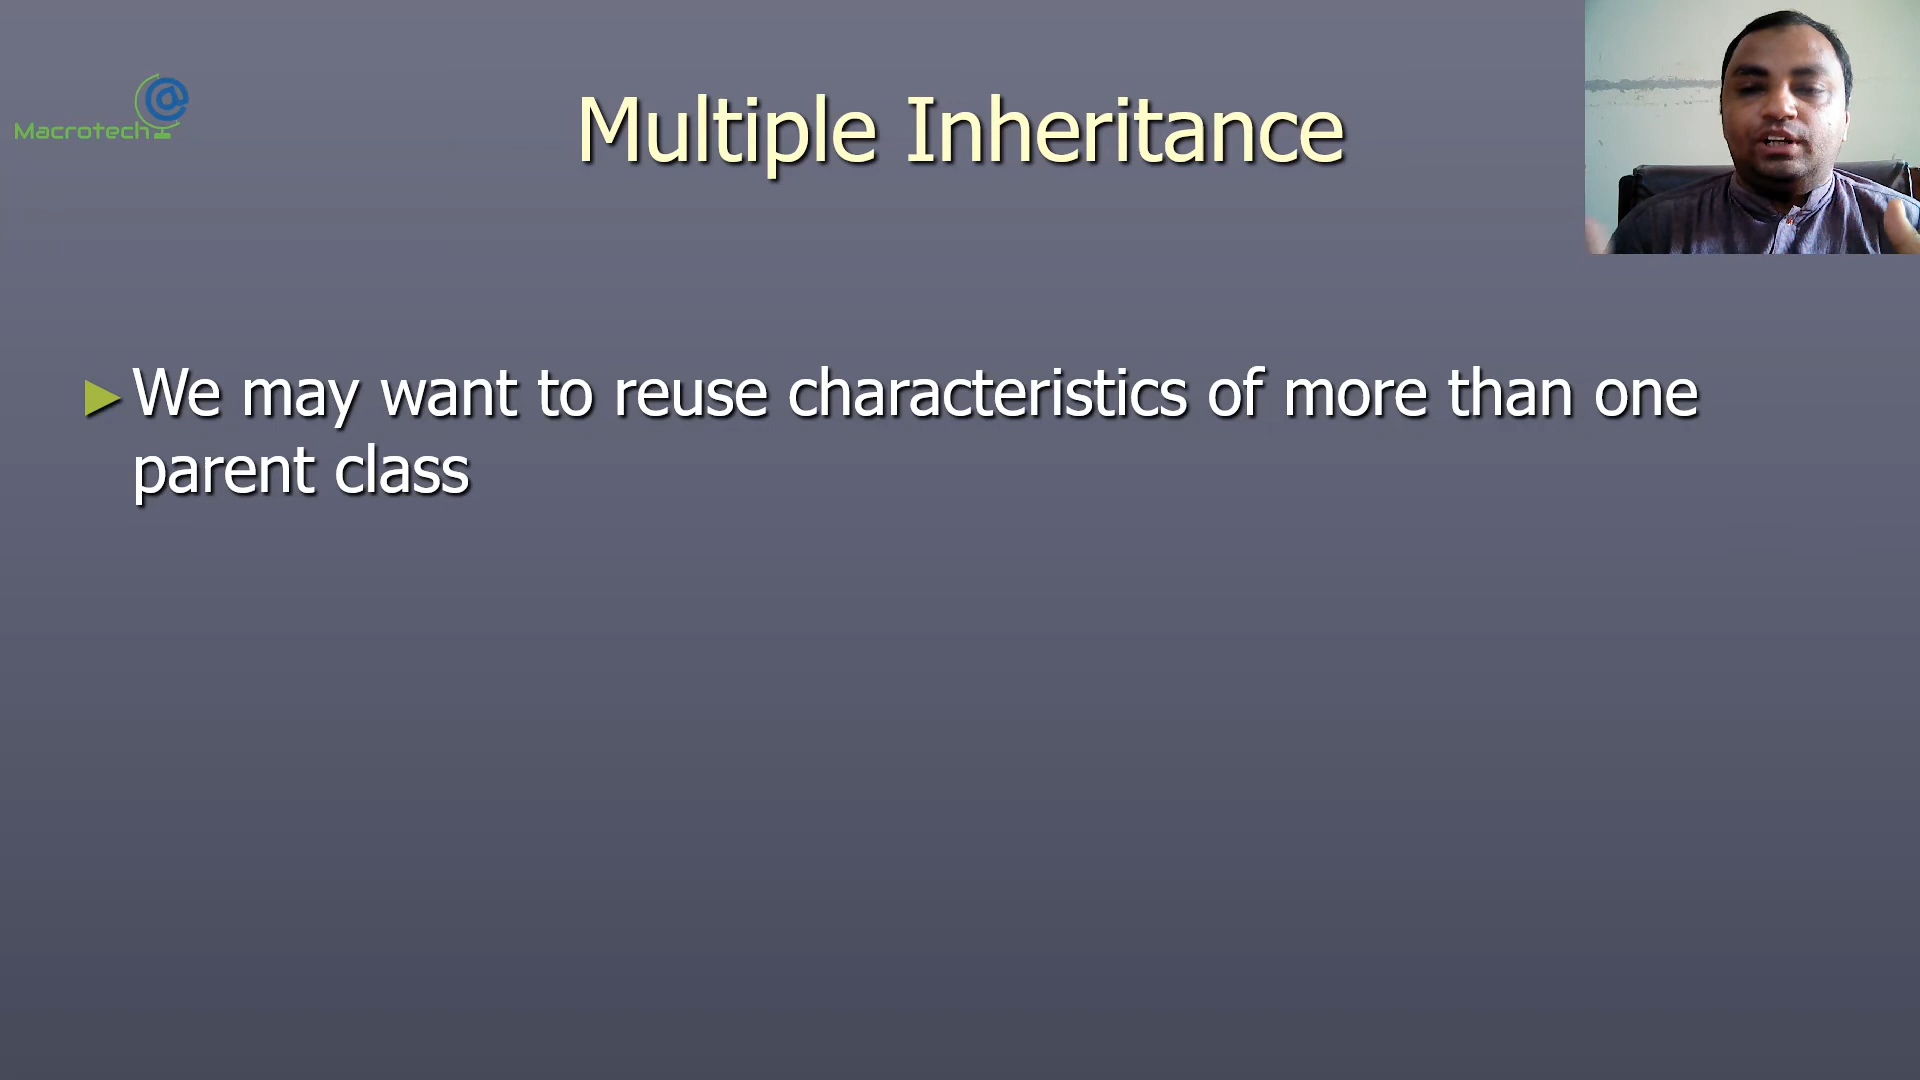 Macrotech
Multiple Inheritance
We may want to reuse characteristics of more than one
parent class